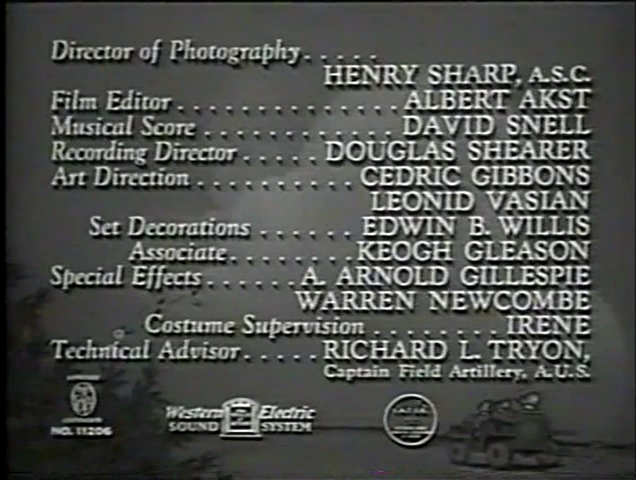 Director of Photography . . . . .
HENRY SHARP, A.S.C.
Film Editor . . . . . . . . . . . . . ALBERT AKST
Musical Score . . . . . . . . . . . DAVID SNELL
Recording Director . . . . . DOUGLAS SHEARER
Art Direction . . . . . . . . . . CEDRIC GIBBONS
LEONID VASIAN
Set Decorations . . . . . . . EDWIN B. WILLIS
Associate . . . . . . . . KEOGH GLEASON
Special Effects . . . . . . A. ARNOLD GILLESPIE
WARREN NEWCOMBE
Costume Supervision . . . . . . . . IRENE
Technical Advisor . . . . . RICHARD L. TRYON,
Captain Field Artillery, A.U.S.
NO. 11206
Western Electric
SOUND SYSTEM